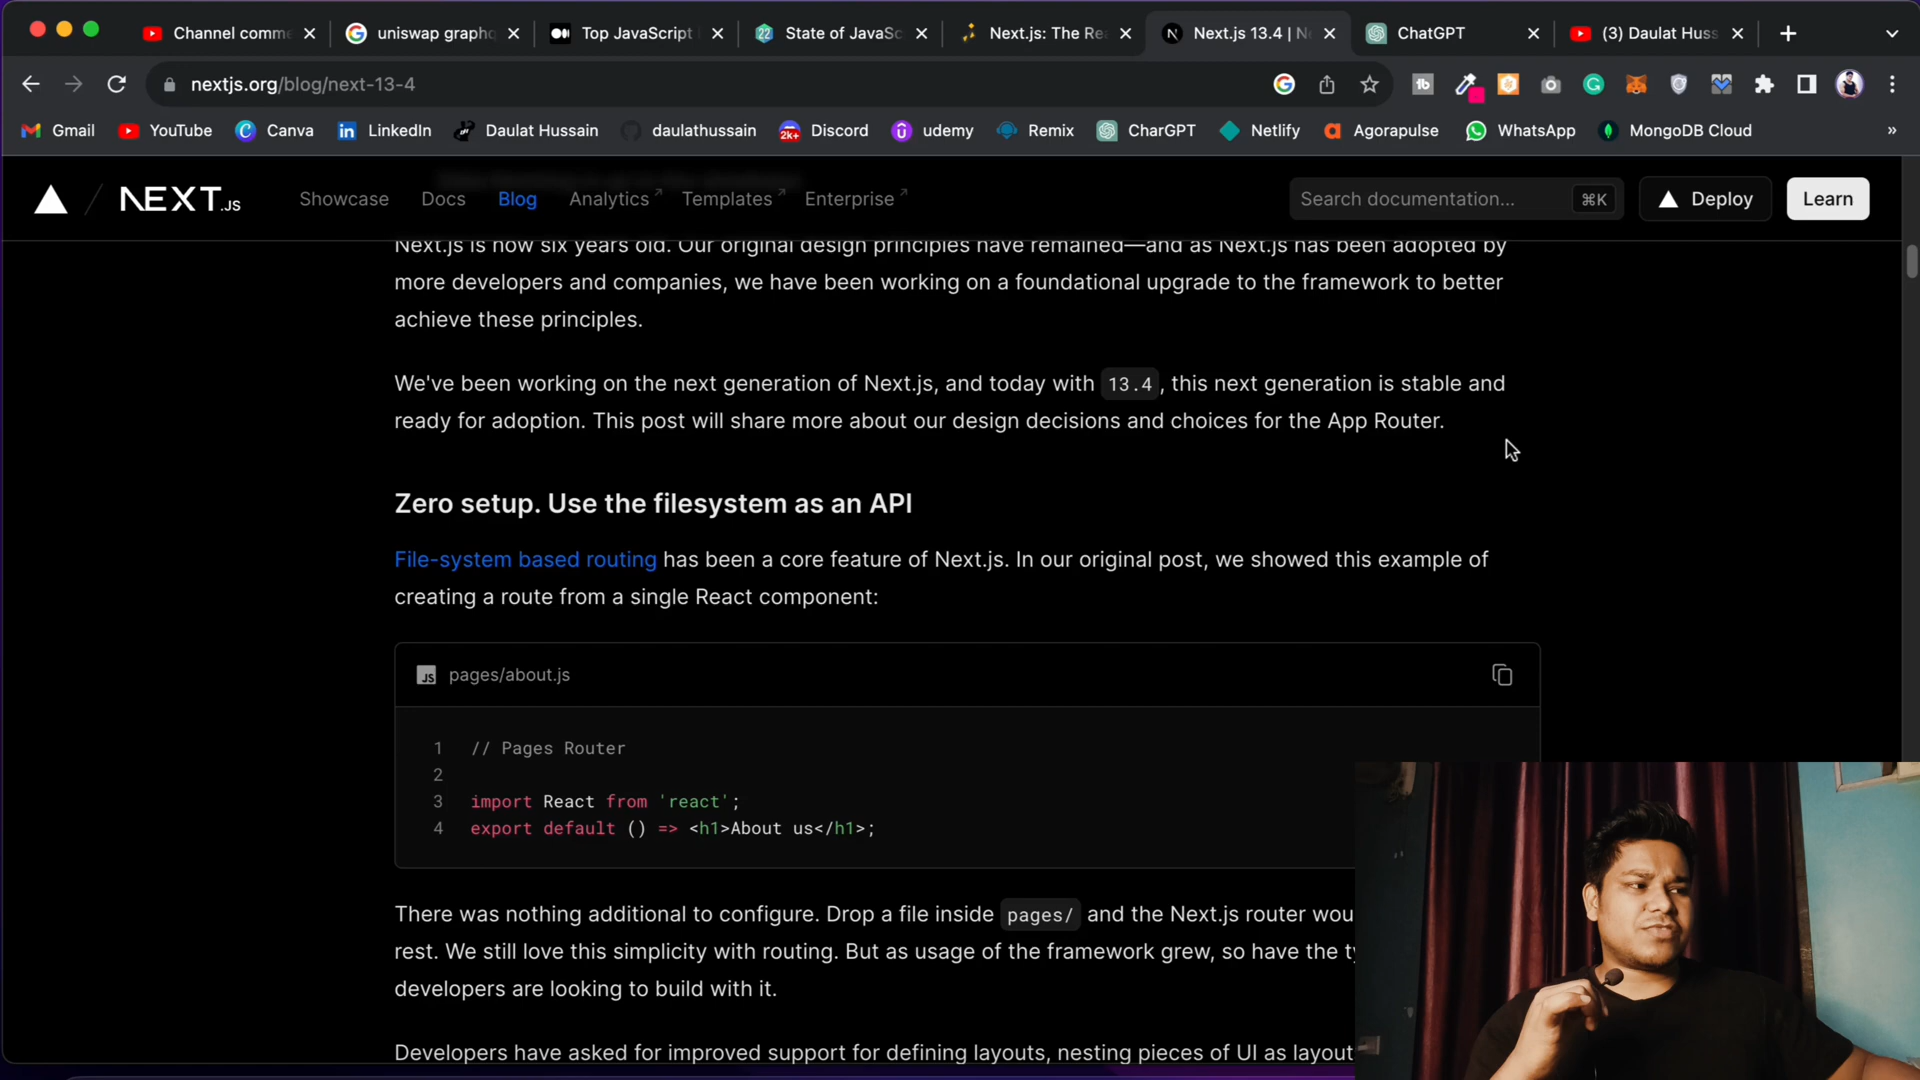 Channel comme
uniswap graphq
Top JavaScript
State of JavaSc
Next.js: The Re
Next.js 13.4 | N
ChatGPT
(3) Daulat Huss
nextjs.org/blog/next-13-4
Gmail
YouTube
Canva
LinkedIn
Daulat Hussain
daulathussain
2k+
Discord
udemy
Remix
CharGPT
Netlify
Agorapulse
WhatsApp
MongoDB Cloud
»
NEXT.JS
Showcase
Docs
Blog
Analytics
Templates
Enterprise
Search documentation...
⌘K
Deploy
Learn
Next.js is now six years old. Our original design principles have remained—and as Next.js has been adopted by
more developers and companies, we have been working on a foundational upgrade to the framework to better
achieve these principles.
We've been working on the next generation of Next.js, and today with 13.4, this next generation is stable and
ready for adoption. This post will share more about our design decisions and choices for the App Router.
Zero setup. Use the filesystem as an API
File-system based routing has been a core feature of Next.js. In our original post, we showed this example of
creating a route from a single React component:
JS pages/about.js
1 // Pages Router
2
3 import React from 'react';
4 export default () => <h1>About us</h1>;
There was nothing additional to configure. Drop a file inside pages/ and the Next.js router wou
rest. We still love this simplicity with routing. But as usage of the framework grew, so have the ty
developers are looking to build with it.
Developers have asked for improved support for defining layouts, nesting pieces of UI as layout